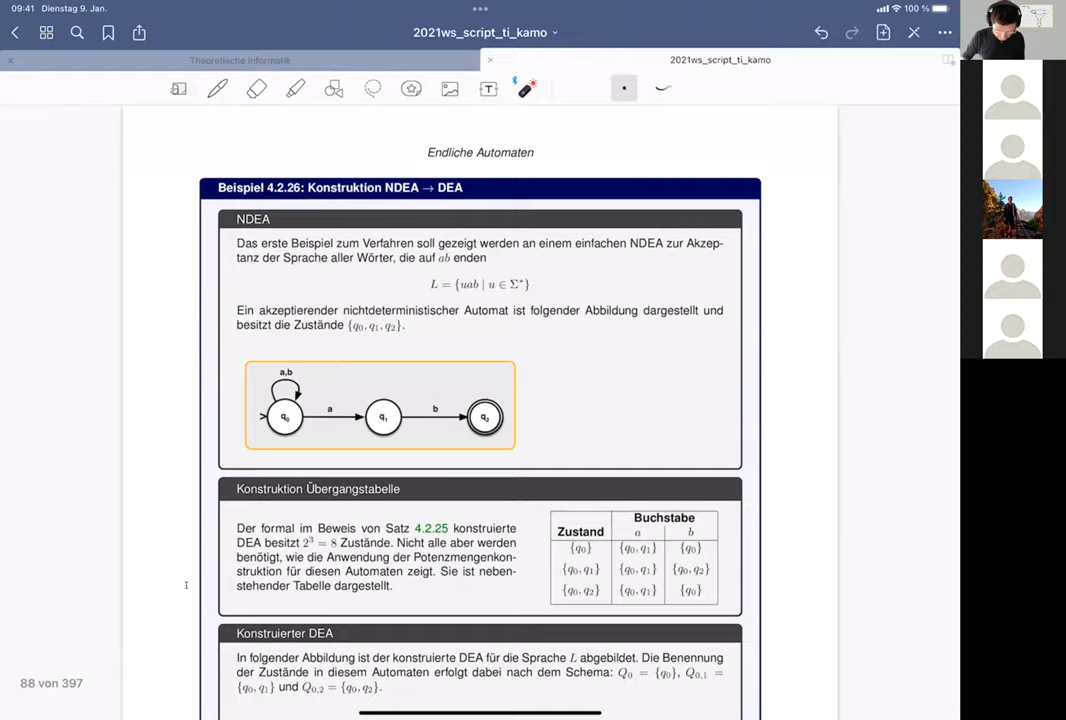 09:41 Dienstag 9. Jan.
100 %
2021ws_script_ti_kamo
Theoretische Informatik
2021ws_script_ti_kamo
T
Endliche Automaten
Beispiel 4.2.26: Konstruktion NDEA → DEA
NDEA
Das erste Beispiel zum Verfahren soll gezeigt werden an einem einfachen NDEA zur Akzep-
tanz der Sprache aller Wörter, die auf ab enden
L = {uab | u ∈ Σ*}
Ein akzeptierender nichtdeterministischer Automat ist folgender Abbildung dargestellt und
besitzt die Zustände {q₀, q₁, q₂}.
a,b
q₀ a q₁ b q₂
Konstruktion Übergangstabelle
Der formal im Beweis von Satz 4.2.25 konstruierte
DEA besitzt 2³ = 8 Zustände. Nicht alle aber werden
benötigt, wie die Anwendung der Potenzmengenkon-
struktion für diesen Automaten zeigt. Sie ist neben-
stehender Tabelle dargestellt.
Buchstabe
Zustand a b
{q₀} {q₀, q₁} {q₀}
{q₀, q₁} {q₀, q₁} {q₀, q₂}
{q₀, q₂} {q₀, q₁} {q₀}
Konstruierter DEA
In folgender Abbildung ist der konstruierte DEA für die Sprache L abgebildet. Die Benennung
der Zustände in diesem Automaten erfolgt dabei nach dem Schema: Q₀ = {q₀}, Q₀,₁ =
{q₀, q₁} und Q₀,₂ = {q₀, q₂}.
88 von 397